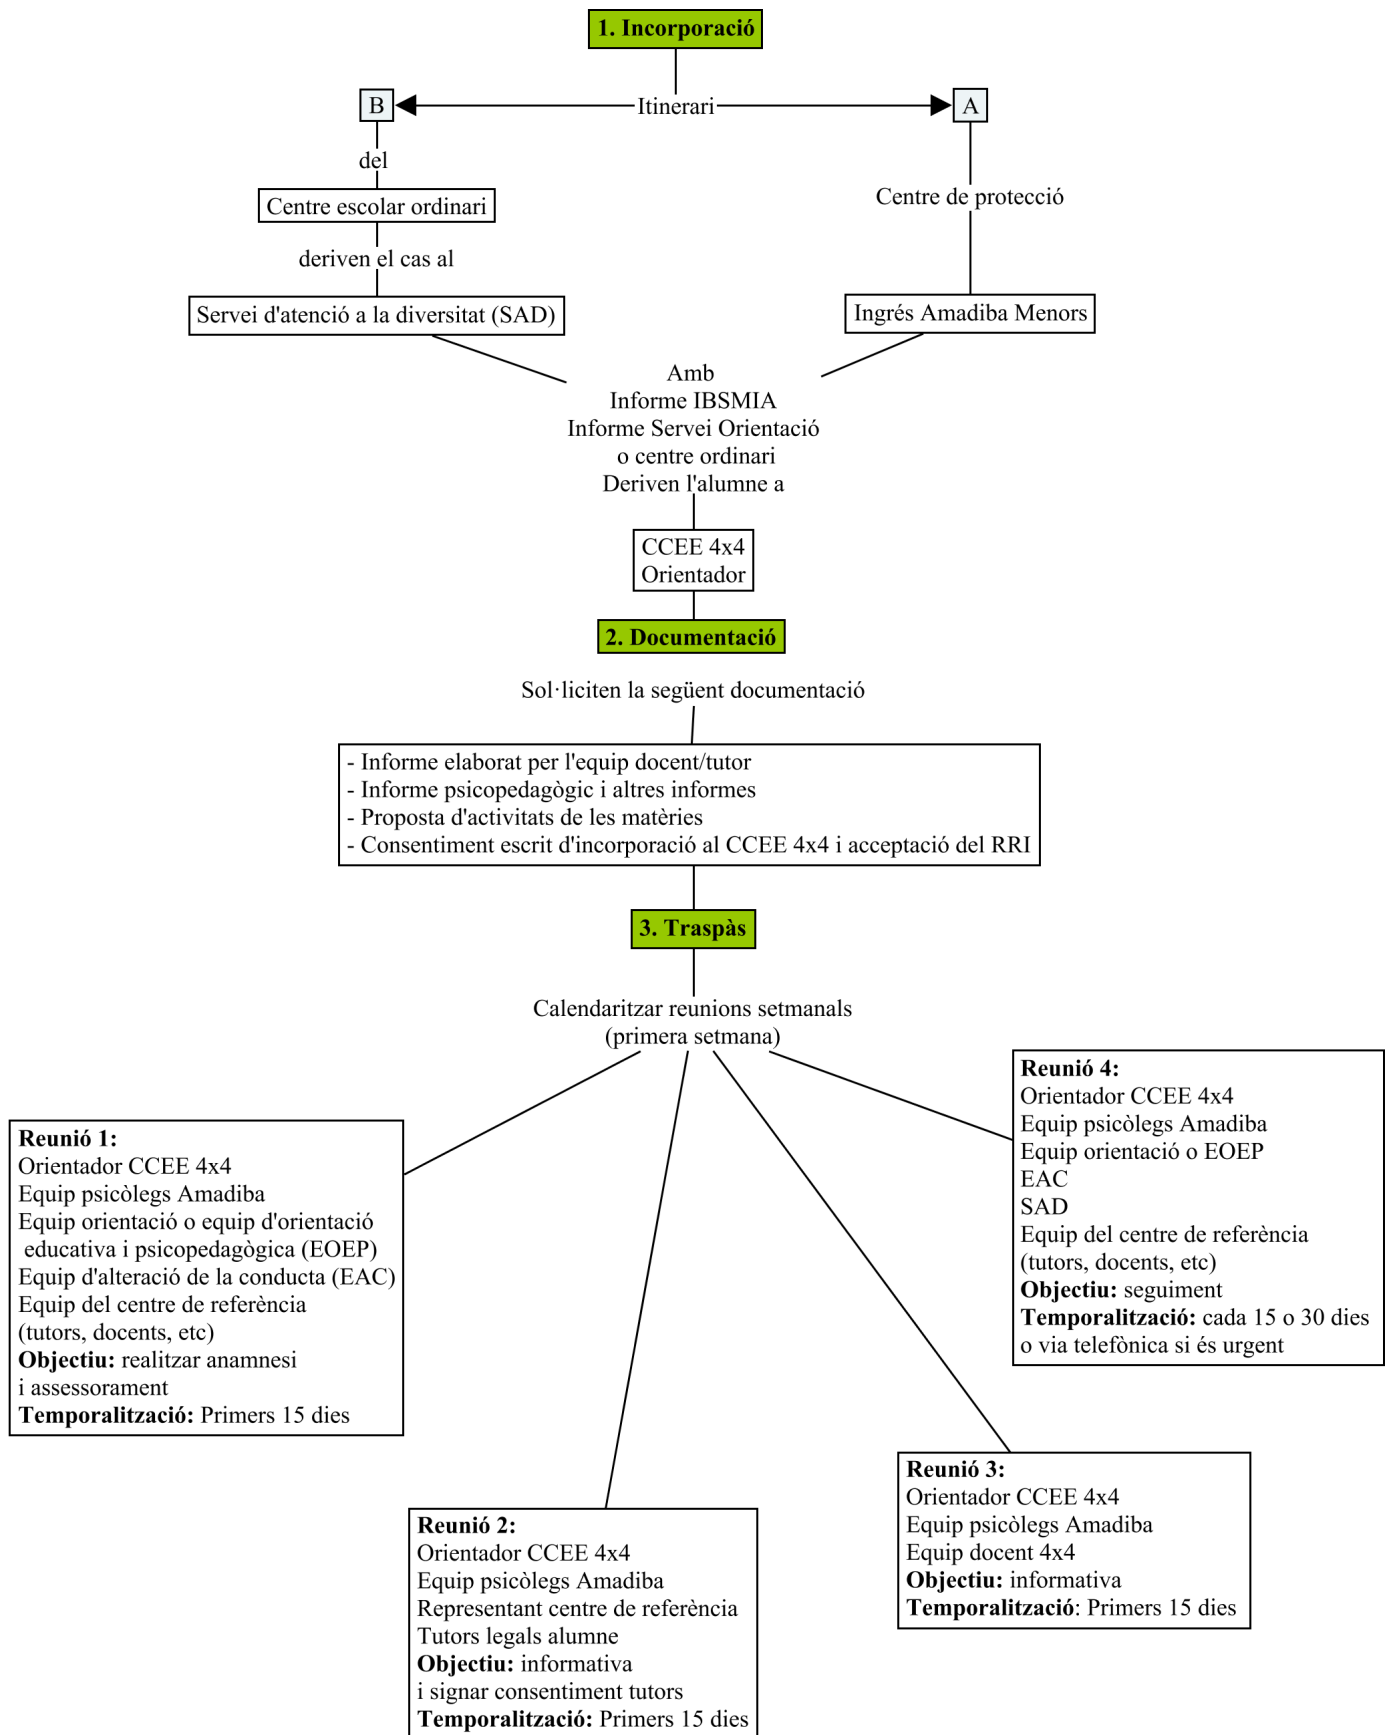 1. Incorporació
B
Itinerari
A
del
Centre escolar ordinari
Centre de protecció
deriven el cas al
Servei d'atenció a la diversitat (SAD)
Ingrés Amadiba Menors
Amb
Informe IBSMIA
Informe Servei Orientació
o centre ordinari
Deriven l'alumne a
CCEE 4x4
Orientador
2. Documentació
Sol·liciten la següent documentació
- Informe elaborat per l'equip docent/tutor
- Informe psicopedagògic i altres informes
- Proposta d'activitats de les matèries
- Consentiment escrit d'incorporació al CCEE 4x4 i acceptació del RRI
3. Traspàs
Calendaritzar reunions setmanals
(primera setmana)
Reunió 1:
Orientador CCEE 4x4
Equip psicòlegs Amadiba
Equip orientació o equip d'orientació
educativa i psicopedagògica (EOEP)
Equip d'alteració de la conducta (EAC)
Equip del centre de referència
(tutors, docents, etc)
Objectiu: realitzar anamnesi
i assessorament
Temporalització: Primers 15 dies
Reunió 2:
Orientador CCEE 4x4
Equip psicòlegs Amadiba
Representant centre de referència
Tutors legals alumne
Objectiu: informativa
i signar consentiment tutors
Temporalització: Primers 15 dies
Reunió 3:
Orientador CCEE 4x4
Equip psicòlegs Amadiba
Equip docent 4x4
Objectiu: informativa
Temporalització: Primers 15 dies
Reunió 4:
Orientador CCEE 4x4
Equip psicòlegs Amadiba
Equip orientació o EOEP
EAC
SAD
Equip del centre de referència
(tutors, docents, etc)
Objectiu: seguiment
Temporalització: cada 15 o 30 dies
o via telefònica si és urgent